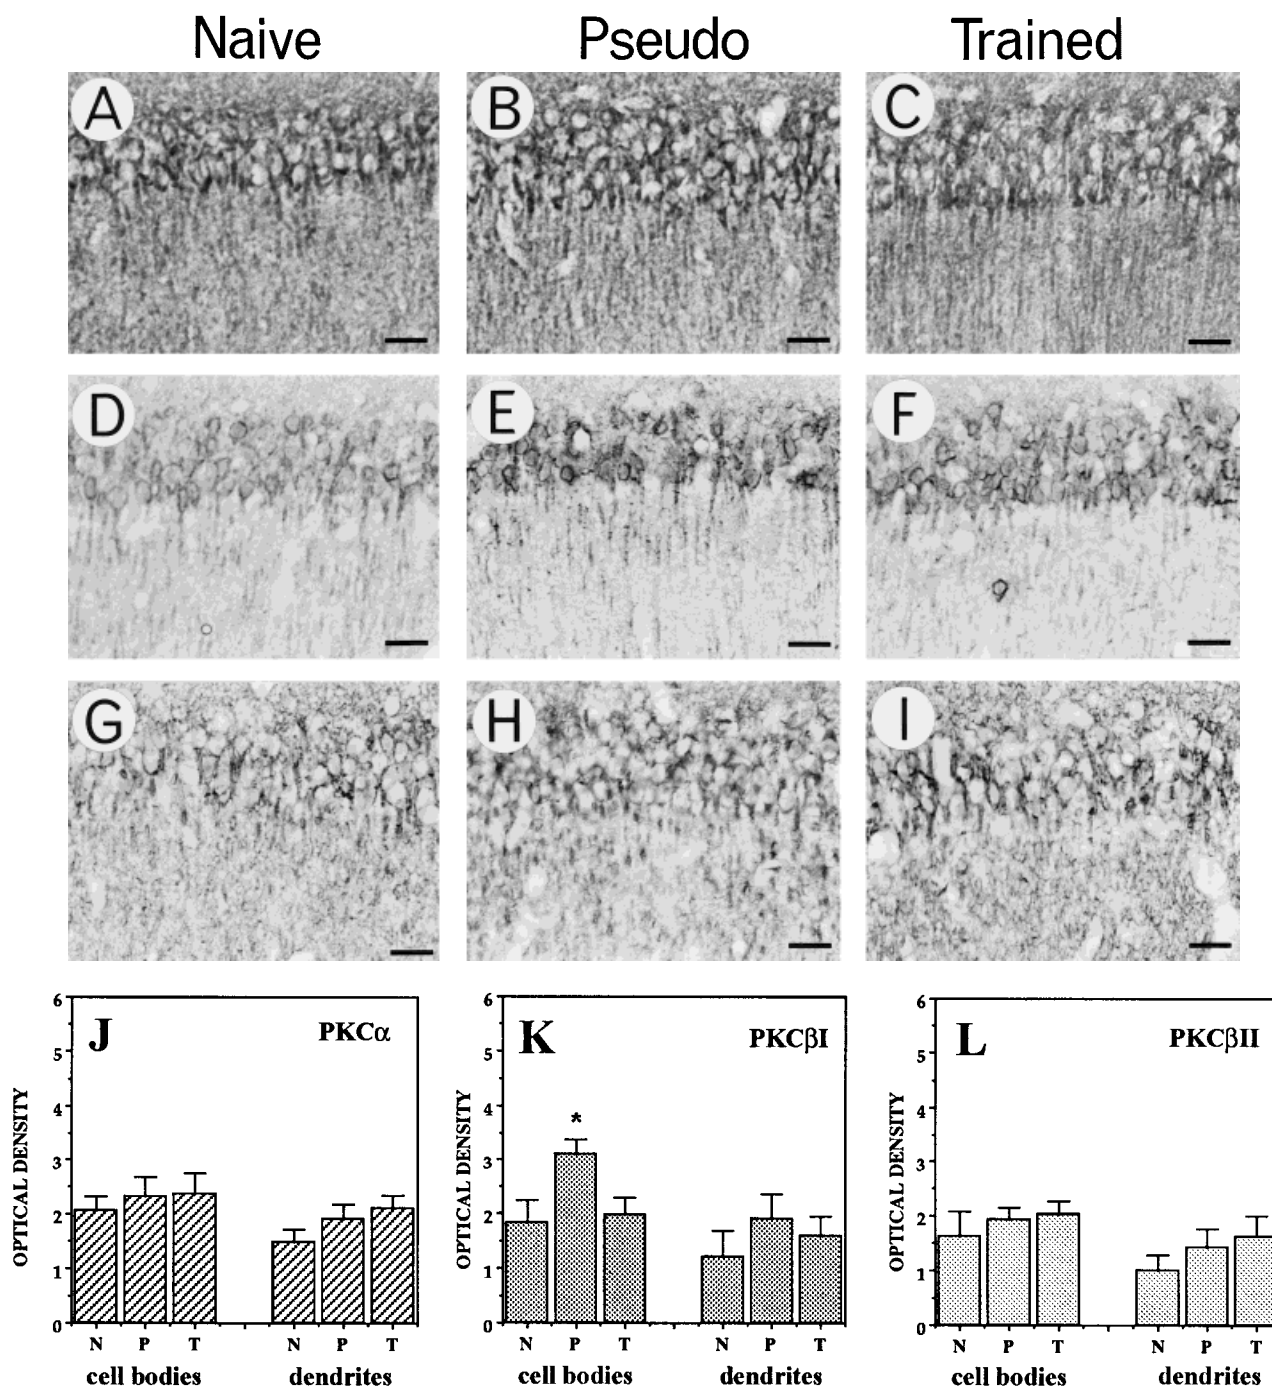 Naive Pseudo Trained
A B C
D E F
G H I
J PKCα
OPTICAL DENSITY
6
5
4
3
2
1
0
N P T N P T
cell bodies dendrites
K PKCβI
OPTICAL DENSITY
6
5
4
3
2
1
0
*
N P T N P T
cell bodies dendrites
L PKCβII
OPTICAL DENSITY
6
5
4
3
2
1
0
N P T N P T
cell bodies dendrites